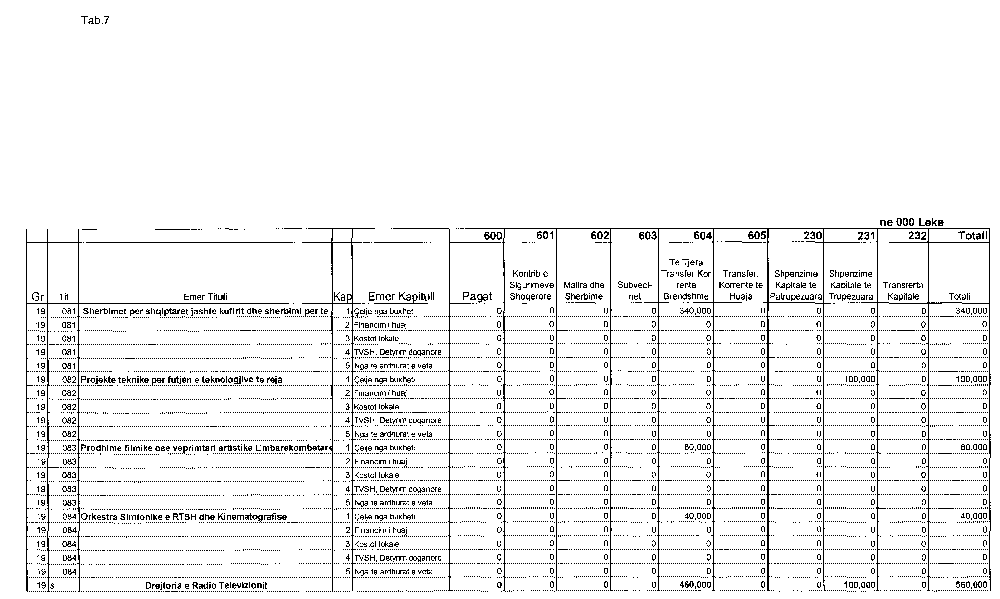 Tab.7
ne 000 Leke
600 601 602 603 604 605 230 231 232 Totali
Gr Tit Emer Titulli Kap Emer Kapitull Pagat Kontrib.e Sigurimeve Shoqerore Mallra dhe Sherbime Subveci-net Te Tjera Transfer.Kor rente Brendshme Transfer. Korrente te Huaja Shpenzime Kapitale te Patrupezuara Shpenzime Kapitale te Trupezuara Transferta Kapitale Totali
19 081 Sherbimet per shqiptaret jashte kufirit dhe sherbimi per te 1 Çelje nga buxheti 0 0 0 0 340,000 0 0 0 0 340,000
19 081 2 Financim i huaj 0 0 0 0 0 0 0 0 0 0
19 081 3 Kostot lokale 0 0 0 0 0 0 0 0 0 0
19 081 4 TVSH, Detyrim doganore 0 0 0 0 0 0 0 0 0 0
19 081 5 Nga te ardhurat e veta 0 0 0 0 0 0 0 0 0 0
19 082 Projekte teknike per futjen e teknologjive te reja 1 Çelje nga buxheti 0 0 0 0 0 0 0 100,000 0 100,000
19 082 2 Financim i huaj 0 0 0 0 0 0 0 0 0 0
19 082 3 Kostot lokale 0 0 0 0 0 0 0 0 0 0
19 082 4 TVSH, Detyrim doganore 0 0 0 0 0 0 0 0 0 0
19 082 5 Nga te ardhurat e veta 0 0 0 0 0 0 0 0 0 0
19 083 Prodhime filmike ose veprimtari artistike □mbarekombetare 1 Çelje nga buxheti 0 0 0 0 80,000 0 0 0 0 80,000
19 083 2 Financim i huaj 0 0 0 0 0 0 0 0 0 0
19 083 3 Kostot lokale 0 0 0 0 0 0 0 0 0 0
19 083 4 TVSH, Detyrim doganore 0 0 0 0 0 0 0 0 0 0
19 083 5 Nga te ardhurat e veta 0 0 0 0 0 0 0 0 0 0
19 084 Orkestra Simfonike e RTSH dhe Kinematografise 1 Çelje nga buxheti 0 0 0 0 40,000 0 0 0 0 40,000
19 084 2 Financim i huaj 0 0 0 0 0 0 0 0 0 0
19 084 3 Kostot lokale 0 0 0 0 0 0 0 0 0 0
19 084 4 TVSH, Detyrim doganore 0 0 0 0 0 0 0 0 0 0
19 084 5 Nga te ardhurat e veta 0 0 0 0 0 0 0 0 0 0
19 s Drejtoria e Radio Televizionit 0 0 0 0 460,000 0 0 100,000 0 560,000